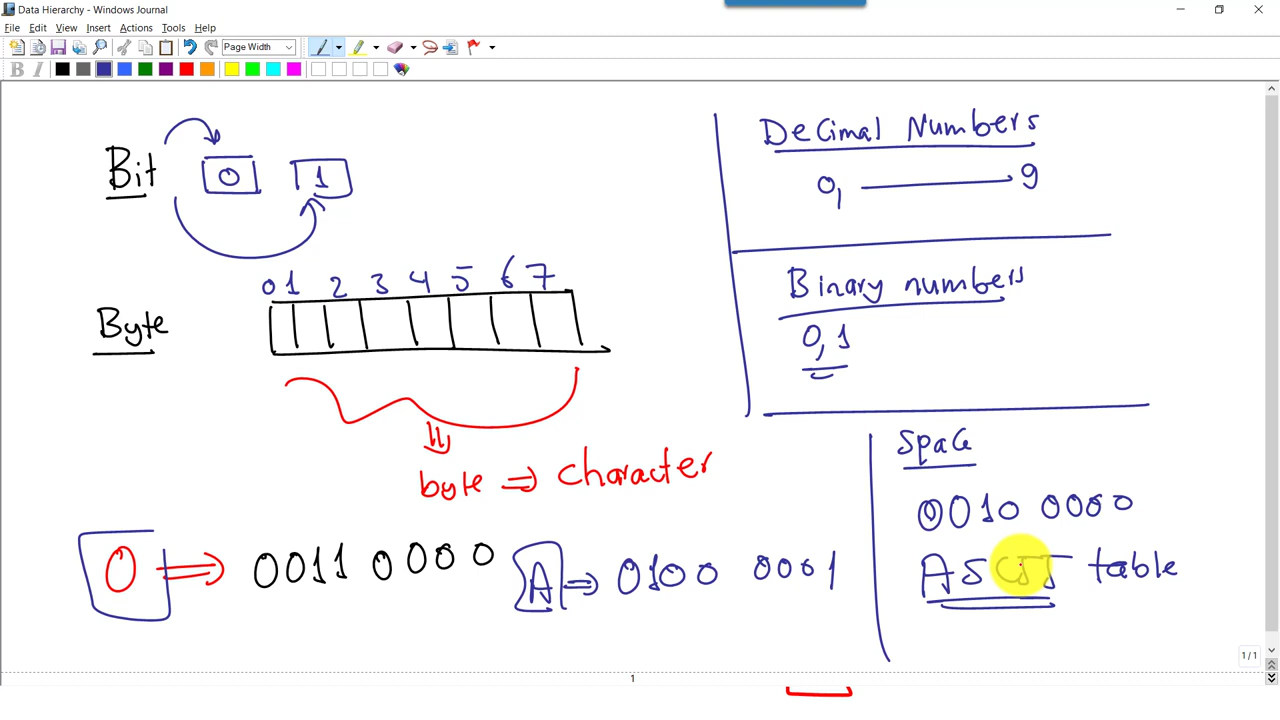 Data Hierarchy - Windows Journal
File Edit View Insert Actions Tools Help
Page Width
B I
Bit 0 1
Decimal Numbers
0, 9
Binary numbers
0, 1
0 1 2 3 4 5 6 7
Byte
byte ⇒ character
0 ⇒ 0011 0000
A ⇒ 0100 0001
Space
0010 0000
ASCII table
1/1
1